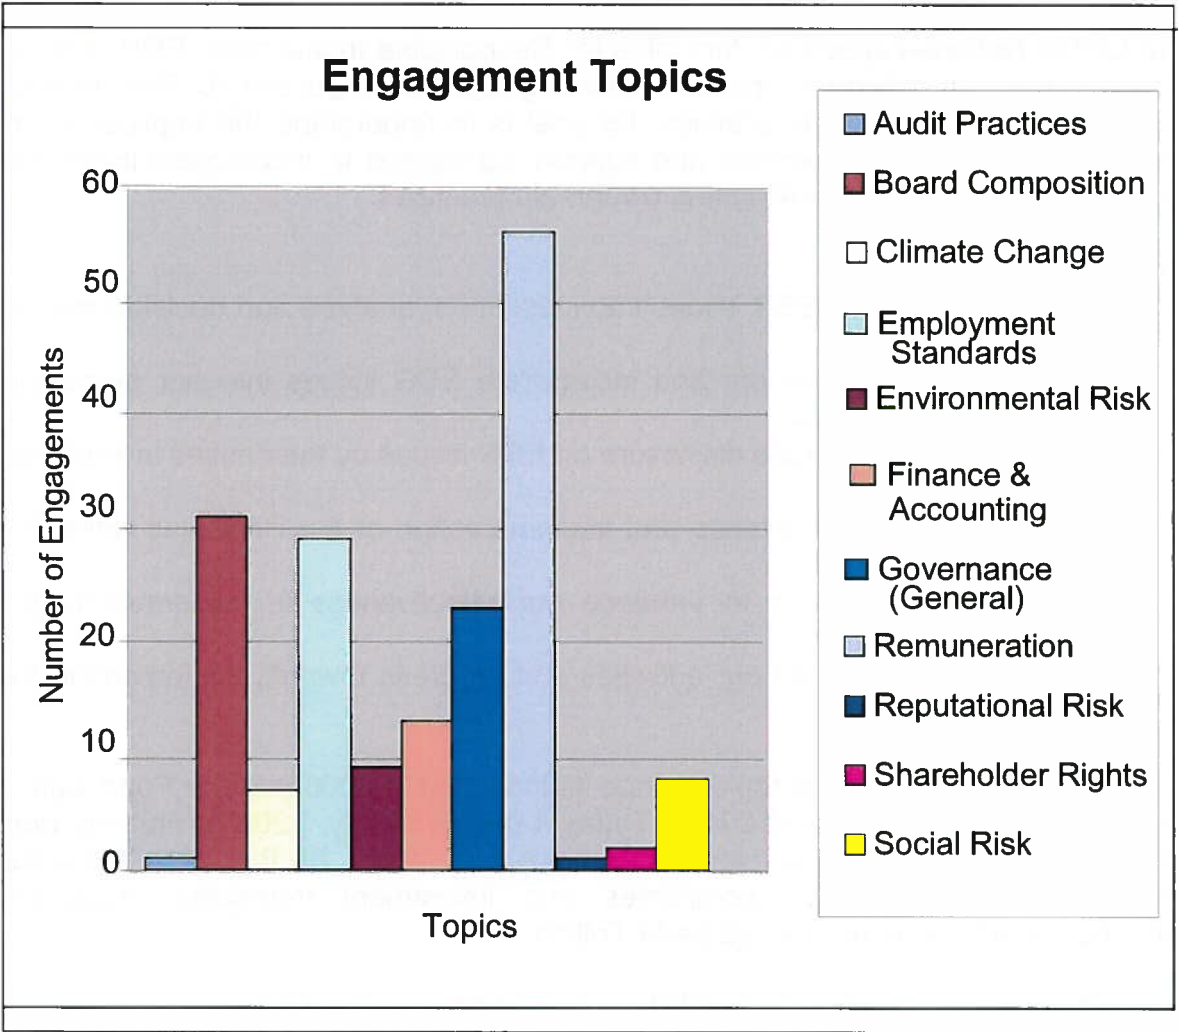 Engagement Topics
60
50
40
30
20
10
0
Number of Engagements
Topics
Audit Practices
Board Composition
Climate Change
Employment
Standards
Environmental Risk
Finance &
Accounting
Governance
(General)
Remuneration
Reputational Risk
Shareholder Rights
Social Risk